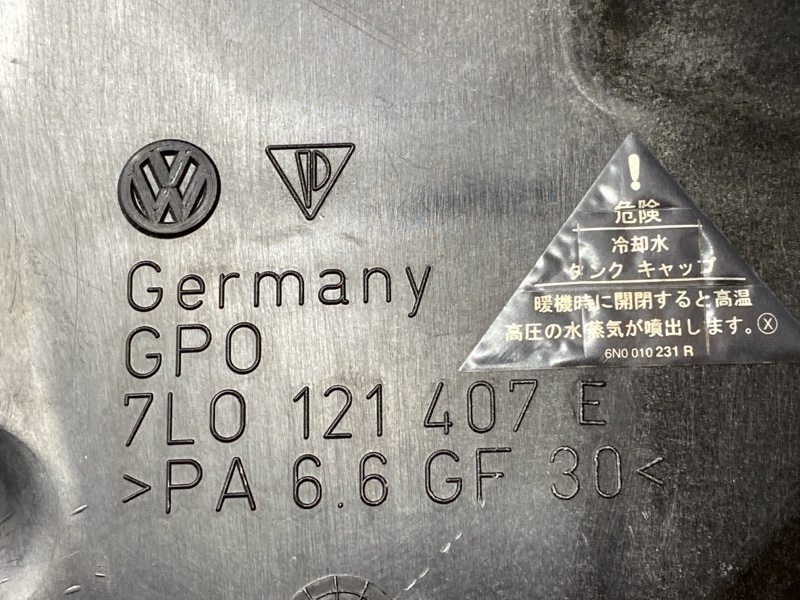 Germany
GPO
7L0 121 407 E
>PA 6.6 GF 30<
!
危険
冷却水
タンク キャップ
暖機時に開閉すると高温
高圧の水蒸気が噴出します。Ⓧ
6N0 010 231 R